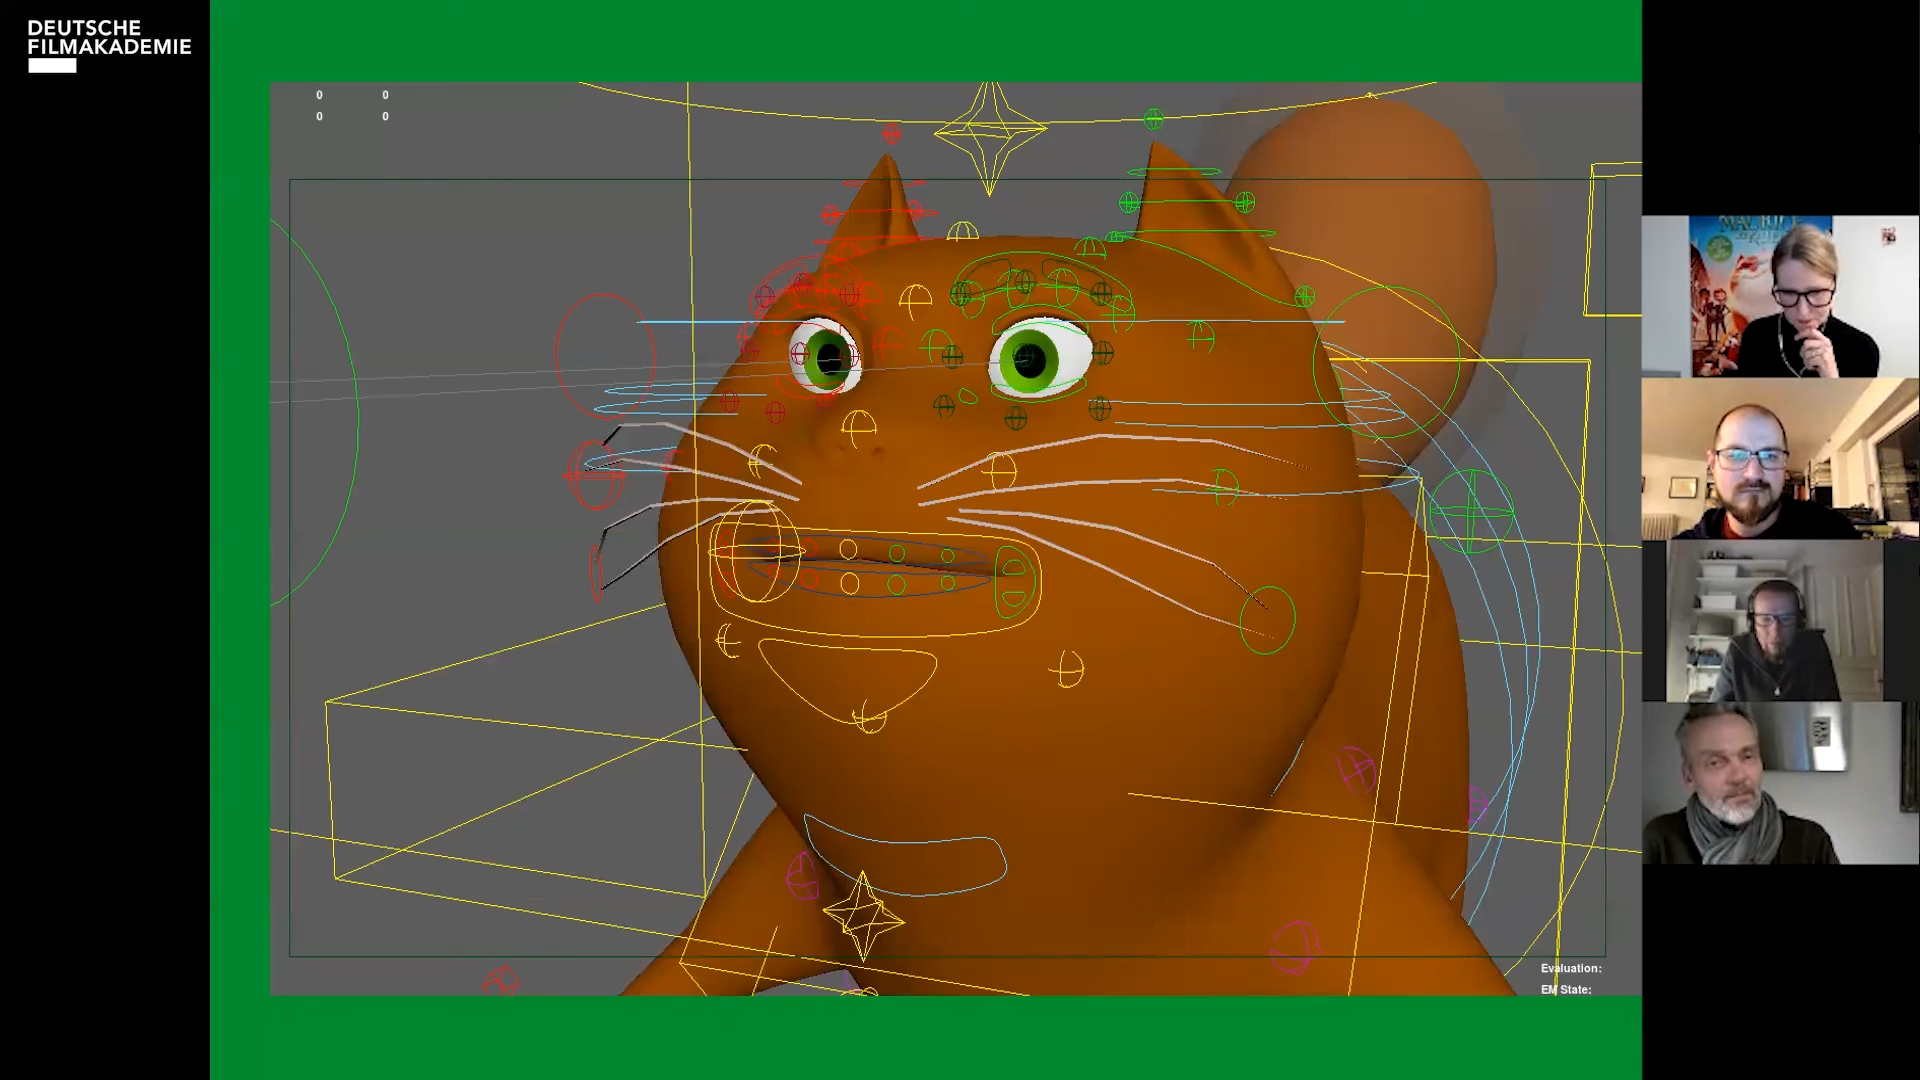 DEUTSCHE
FILMAKADEMIE
0 0
0 0
Evaluation:
EM State: